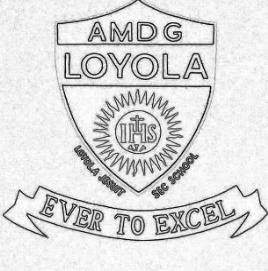 AMDG
LOYOLA
IHS
LOYOLA JESUIT SEC SCHOOL
EVER TO EXCEL